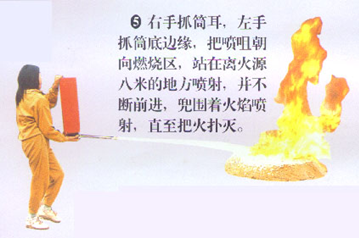 ❺ 右手抓筒耳，左手
抓筒底边缘，把喷咀朝
向燃烧区，站在离火源
八米的地方喷射，并不
断前进，兜围着火焰喷
射，直至把火扑灭。